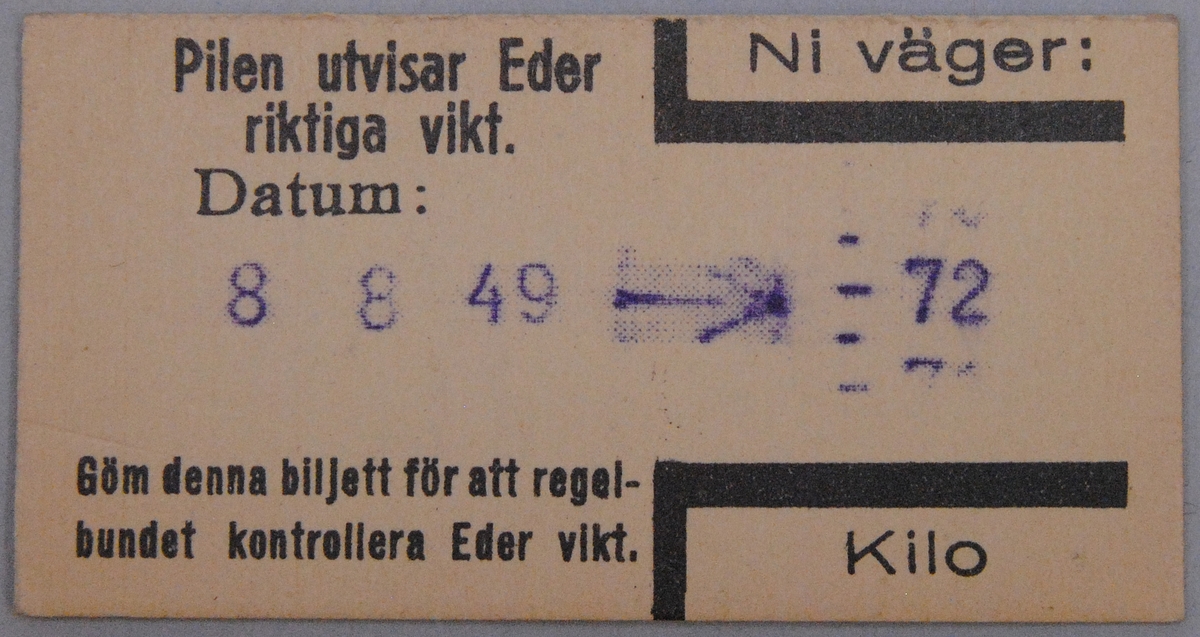 Pilen utvisar Eder
riktiga vikt.
Datum:
8 8 49
Göm denna biljett för att regel-
bundet kontrollera Eder vikt.
Ni väger:
72
Kilo